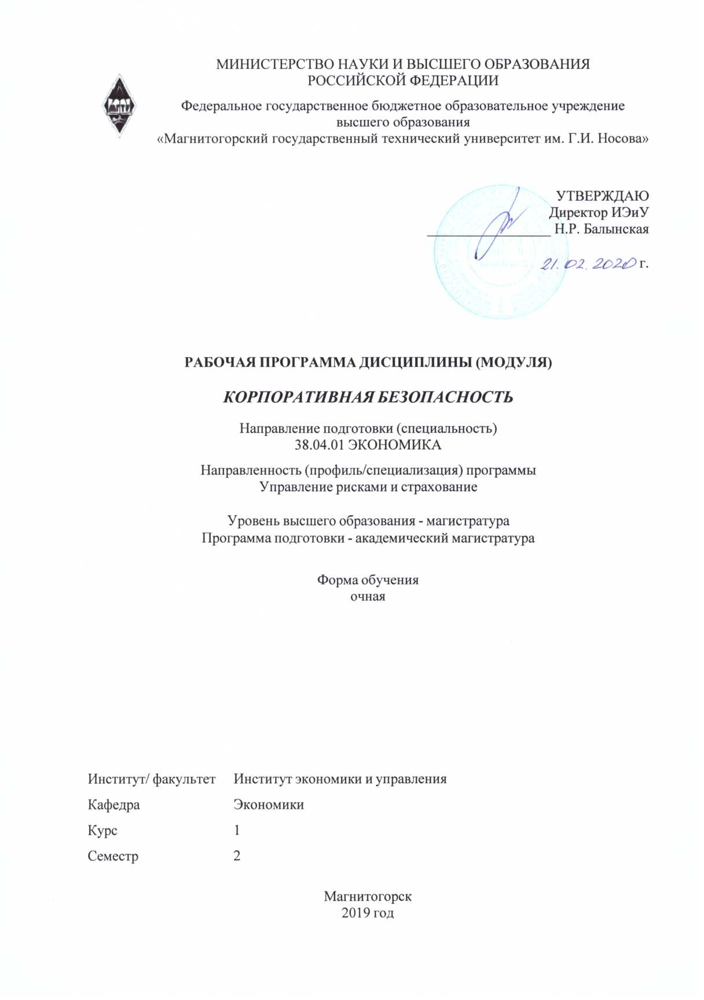 МИНИСТЕРСТВО НАУКИ И ВЫСШЕГО ОБРАЗОВАНИЯ
РОССИЙСКОЙ ФЕДЕРАЦИИ
Федеральное государственное бюджетное образовательное учреждение
высшего образования
«Магнитогорский государственный технический университет им. Г.И. Носова»
УТВЕРЖДАЮ
Директор ИЭиУ
Н.Р. Балынская
21.02.2020 г.
РАБОЧАЯ ПРОГРАММА ДИСЦИПЛИНЫ (МОДУЛЯ)
КОРПОРАТИВНАЯ БЕЗОПАСНОСТЬ
Направление подготовки (специальность)
38.04.01 ЭКОНОМИКА
Направленность (профиль/специализация) программы
Управление рисками и страхование
Уровень высшего образования - магистратура
Программа подготовки - академический магистратура
Форма обучения
очная
Институт/ факультет Институт экономики и управления
Кафедра Экономики
Курс 1
Семестр 2
Магнитогорск
2019 год